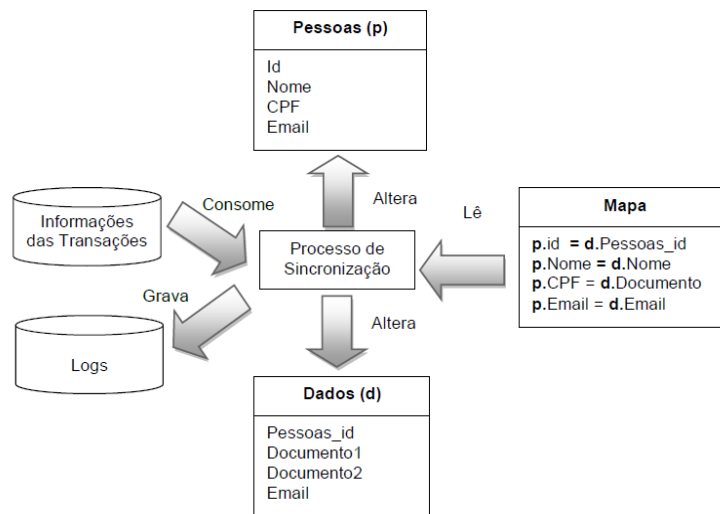 Pessoas (p)
Id
Nome
CPF
Email
Consome
Altera
Lê
Informações
das Transações
Processo de
Sincronização
Mapa
p.id = d.Pessoas_id
p.Nome = d.Nome
p.CPF = d.Documento
p.Email = d.Email
Grava
Altera
Logs
Dados (d)
Pessoas_id
Documento1
Documento2
Email